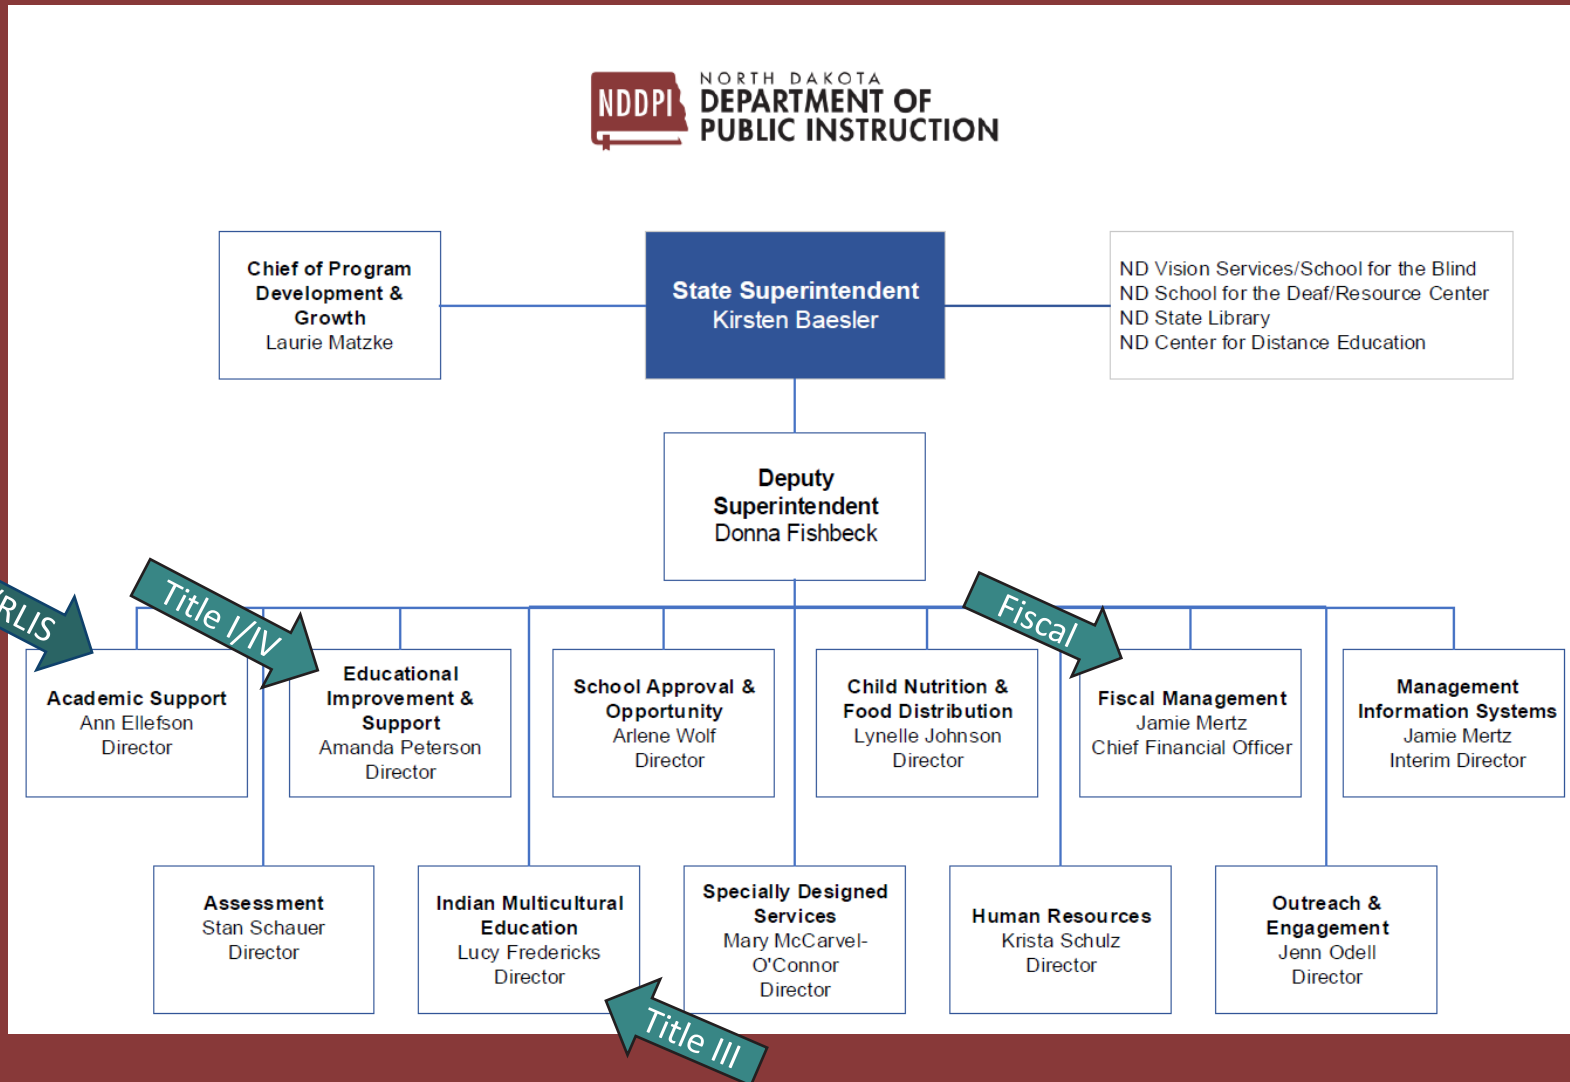 NDDPI
NORTH DAKOTA
DEPARTMENT OF
PUBLIC INSTRUCTION
Chief of Program
Development &
Growth
Laurie Matzke
State Superintendent
Kirsten Baesler
ND Vision Services/School for the Blind
ND School for the Deaf/Resource Center
ND State Library
ND Center for Distance Education
Deputy
Superintendent
Donna Fishbeck
/RLIS
Title I/IV
Fiscal
Academic Support
Ann Ellefson
Director
Educational
Improvement &
Support
Amanda Peterson
Director
School Approval &
Opportunity
Arlene Wolf
Director
Child Nutrition &
Food Distribution
Lynelle Johnson
Director
Fiscal Management
Jamie Mertz
Chief Financial Officer
Management
Information Systems
Jamie Mertz
Interim Director
Assessment
Stan Schauer
Director
Indian Multicultural
Education
Lucy Fredericks
Director
Specially Designed
Services
Mary McCarvel-
O'Connor
Director
Human Resources
Krista Schulz
Director
Outreach &
Engagement
Jenn Odell
Director
Title III